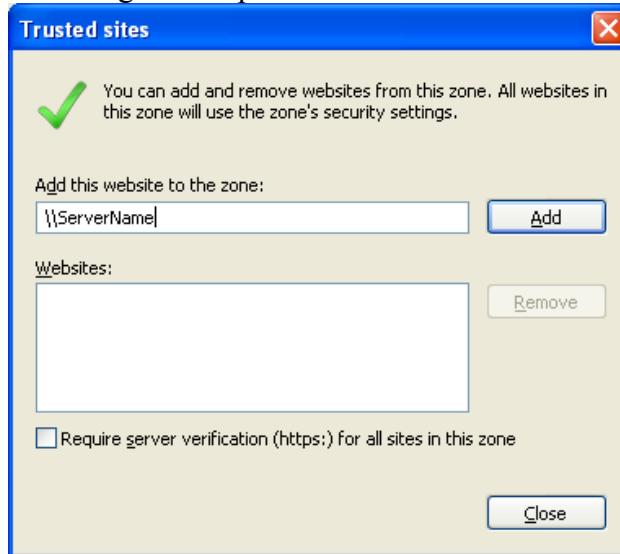 Trusted sites
You can add and remove websites from this zone. All websites in
this zone will use the zone's security settings.
Add this website to the zone:
\\ServerName
Add
Websites:
Remove
Require server verification (https:) for all sites in this zone
Close